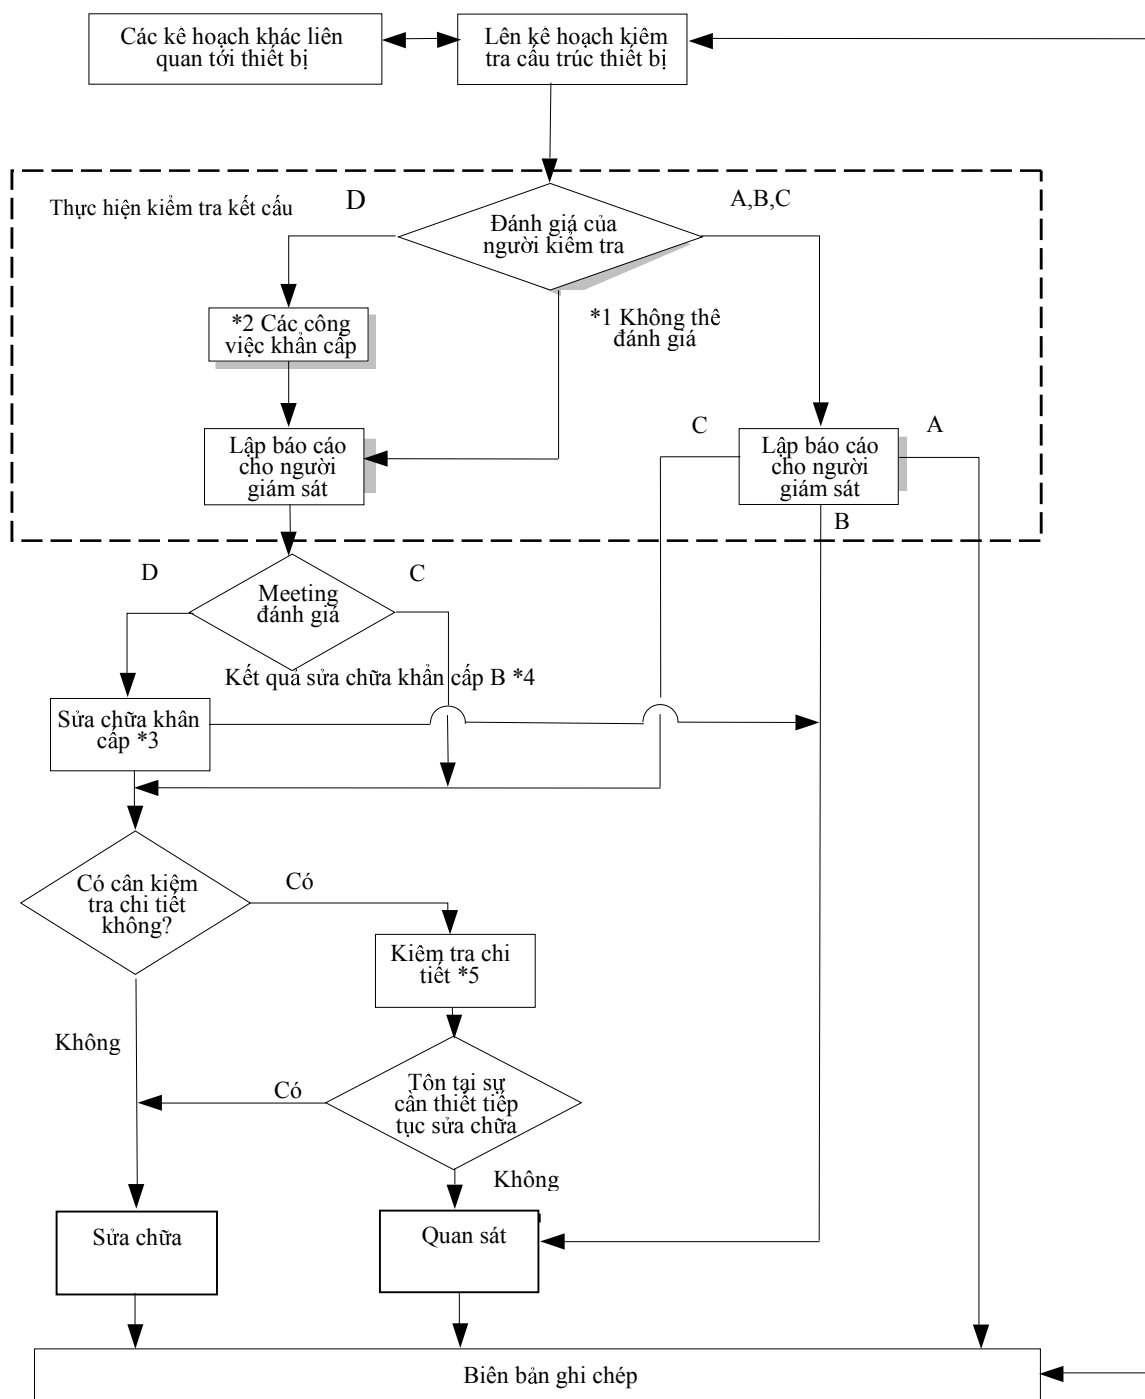 Các kế hoạch khác liên
quan tới thiết bị
Lên kế hoạch kiểm
tra cấu trúc thiết bị
Thực hiện kiểm tra kết cấu
D
A,B,C
Đánh giá của
người kiểm tra
*2 Các công
việc khẩn cấp
*1 Không thể
đánh giá
Lập báo cáo
cho người
giám sát
C
A
Lập báo cáo
cho người
giám sát
B
D
C
Meeting
đánh giá
Kết quả sửa chữa khẩn cấp B *4
Sửa chữa khẩn
cấp *3
Có cần kiểm
tra chi tiết
không?
Có
Kiểm tra chi
tiết *5
Không
Có
Tồn tại sự
cần thiết tiếp
tục sửa chữa
Không
Sửa chữa
Quan sát
Biên bản ghi chép